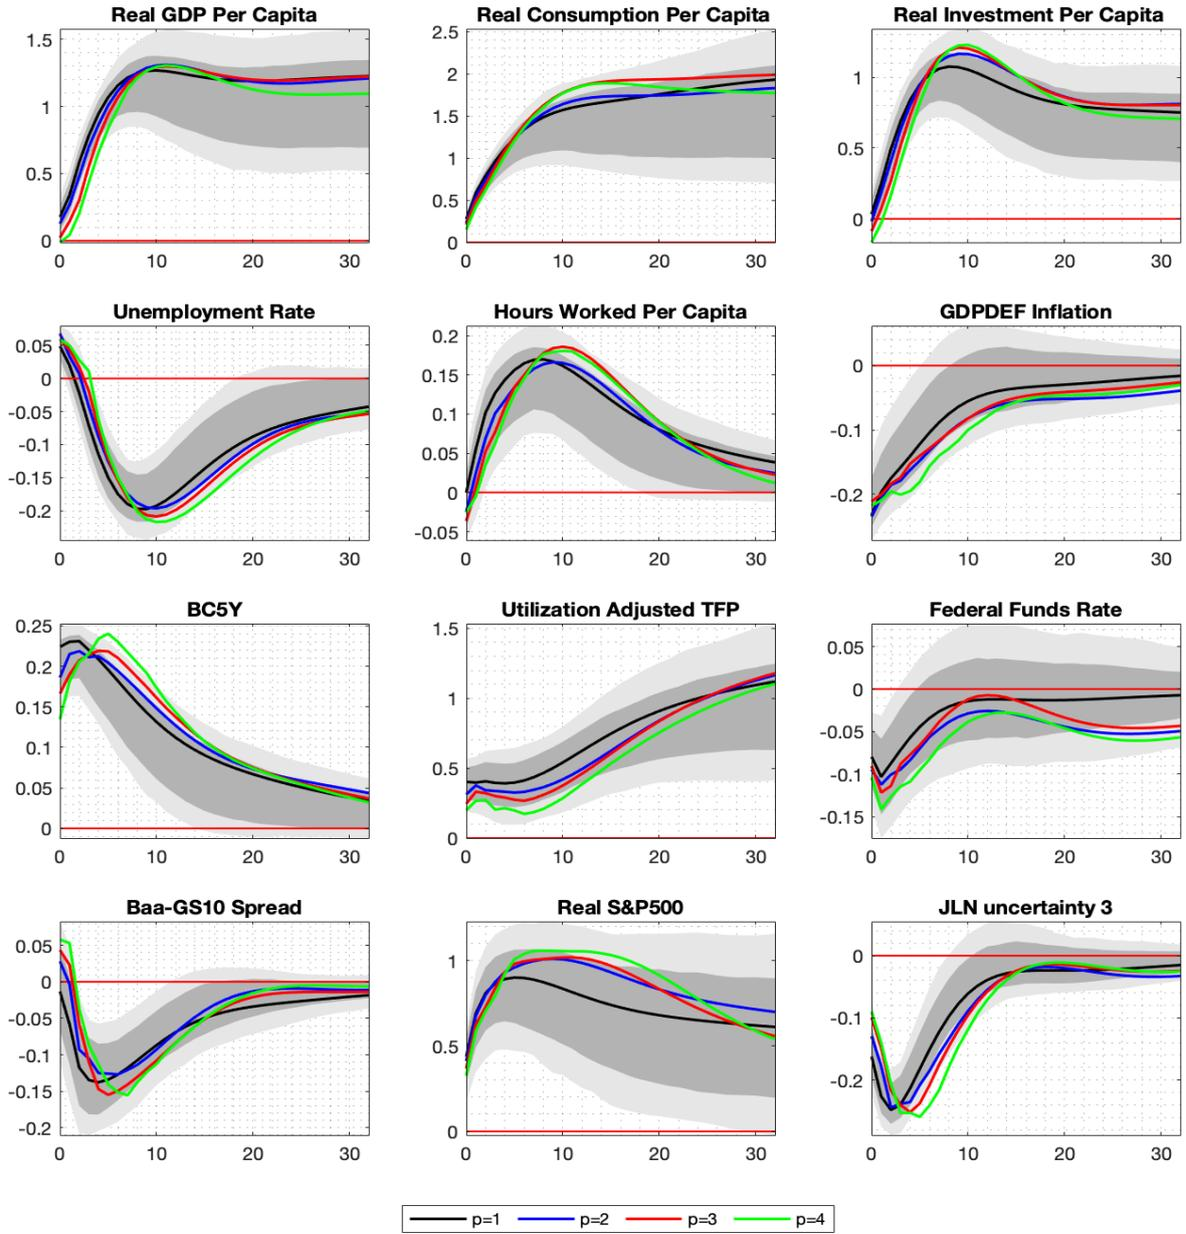 Real GDP Per Capita
1.5
1
0.5
0
0 10 20 30
Real Consumption Per Capita
2.5
2
1.5
1
0.5
0
0 10 20 30
Real Investment Per Capita
1
0.5
0
0 10 20 30
Unemployment Rate
0.05
0
-0.05
-0.1
-0.15
-0.2
0 10 20 30
Hours Worked Per Capita
0.2
0.15
0.1
0.05
0
-0.05
0 10 20 30
GDPDEF Inflation
0
-0.1
-0.2
0 10 20 30
BC5Y
0.25
0.2
0.15
0.1
0.05
0
0 10 20 30
Utilization Adjusted TFP
1.5
1
0.5
0
0 10 20 30
Federal Funds Rate
0.05
0
-0.05
-0.1
-0.15
0 10 20 30
Baa-GS10 Spread
0.05
0
-0.05
-0.1
-0.15
-0.2
0 10 20 30
Real S&P500
1
0.5
0
0 10 20 30
JLN uncertainty 3
0
-0.1
-0.2
0 10 20 30
p=1 p=2 p=3 p=4